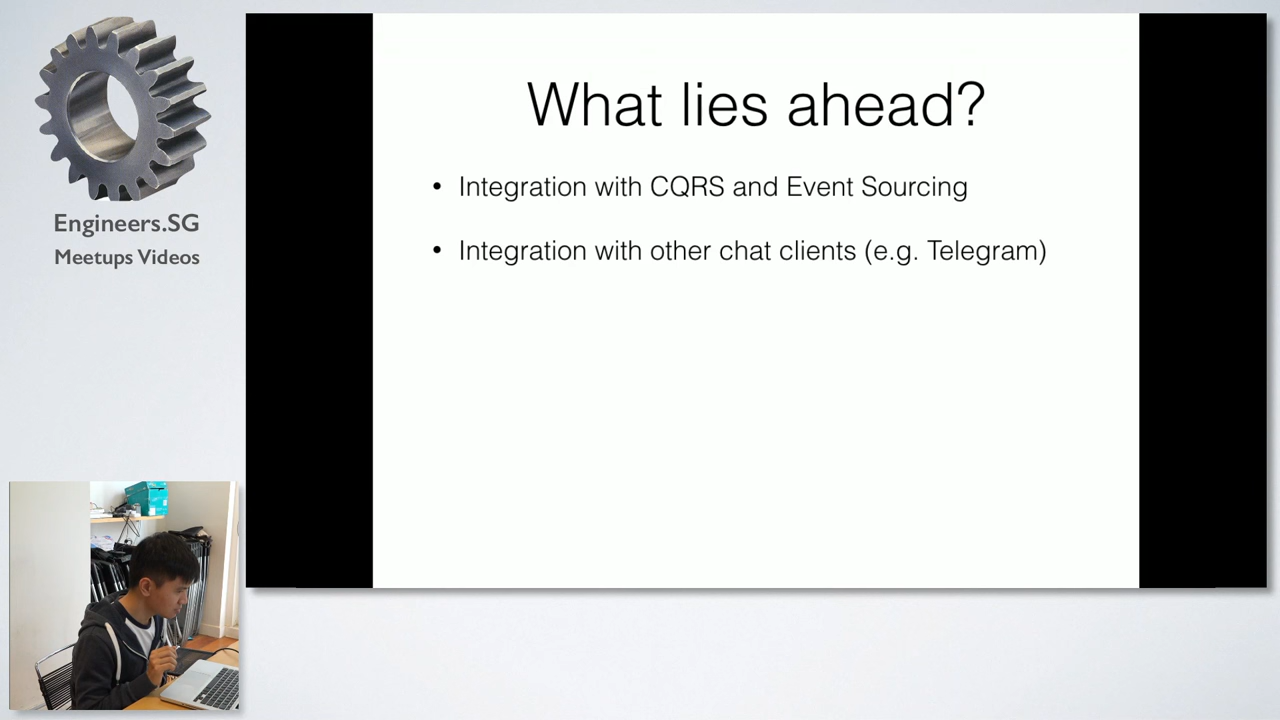 Engineers.SG
Meetups Videos
What lies ahead?
• Integration with CQRS and Event Sourcing
• Integration with other chat clients (e.g. Telegram)